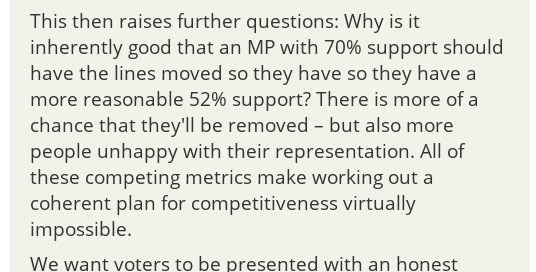 This then raises further questions: Why is it
inherently good that an MP with 70% support should
have the lines moved so they have so they have a
more reasonable 52% support? There is more of a
chance that they'll be removed – but also more
people unhappy with their representation. All of
these competing metrics make working out a
coherent plan for competitiveness virtually
impossible.
We want voters to be presented with an honest